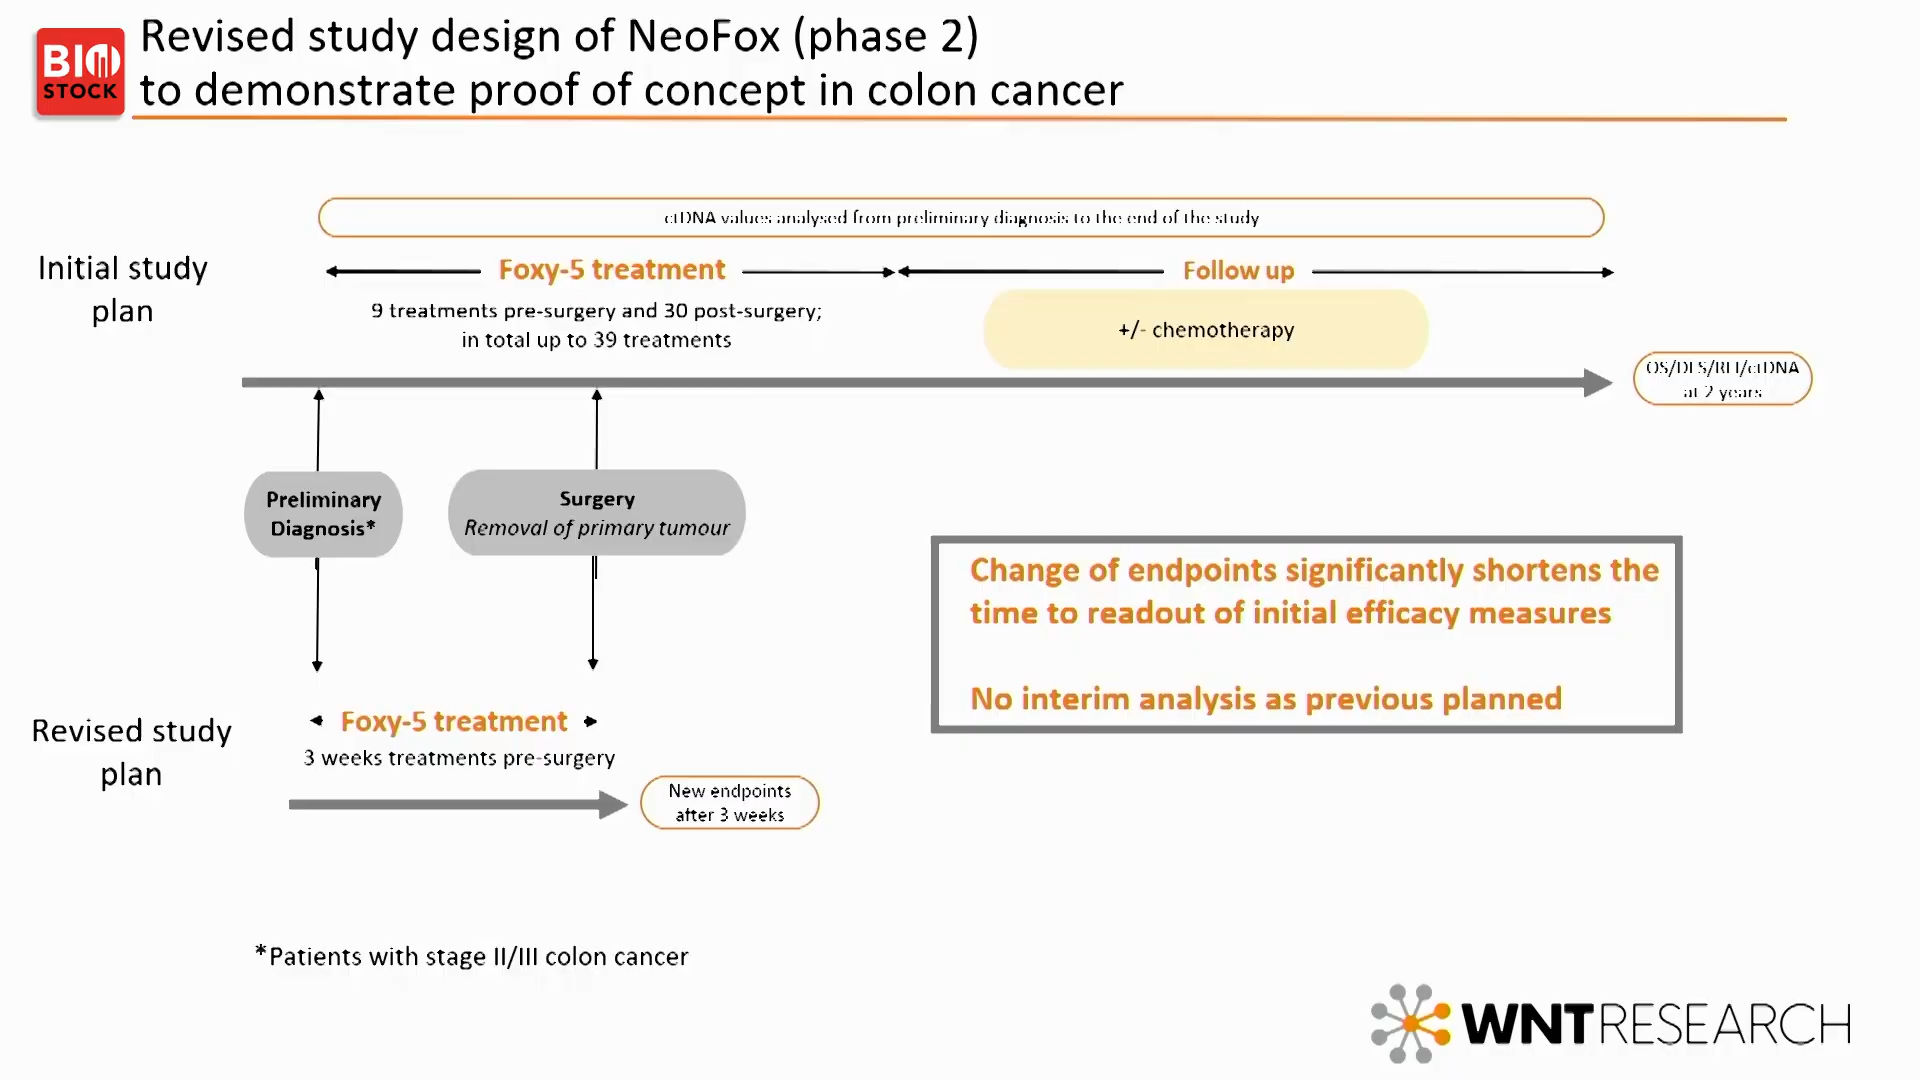 BIO
STOCK
Revised study design of NeoFox (phase 2)
to demonstrate proof of concept in colon cancer
ctDNA values analysed from preliminary diagnosis to the end of the study
Initial study
plan
Foxy-5 treatment
Follow up
9 treatments pre-surgery and 30 post-surgery;
in total up to 39 treatments
+/- chemotherapy
OS/DFS/RFI/ctDNA
at 2 years
Preliminary
Diagnosis*
Surgery
Removal of primary tumour
Change of endpoints significantly shortens the
time to readout of initial efficacy measures
No interim analysis as previous planned
Revised study
plan
Foxy-5 treatment
3 weeks treatments pre-surgery
New endpoints
after 3 weeks
*Patients with stage II/III colon cancer
WNTRESEARCH